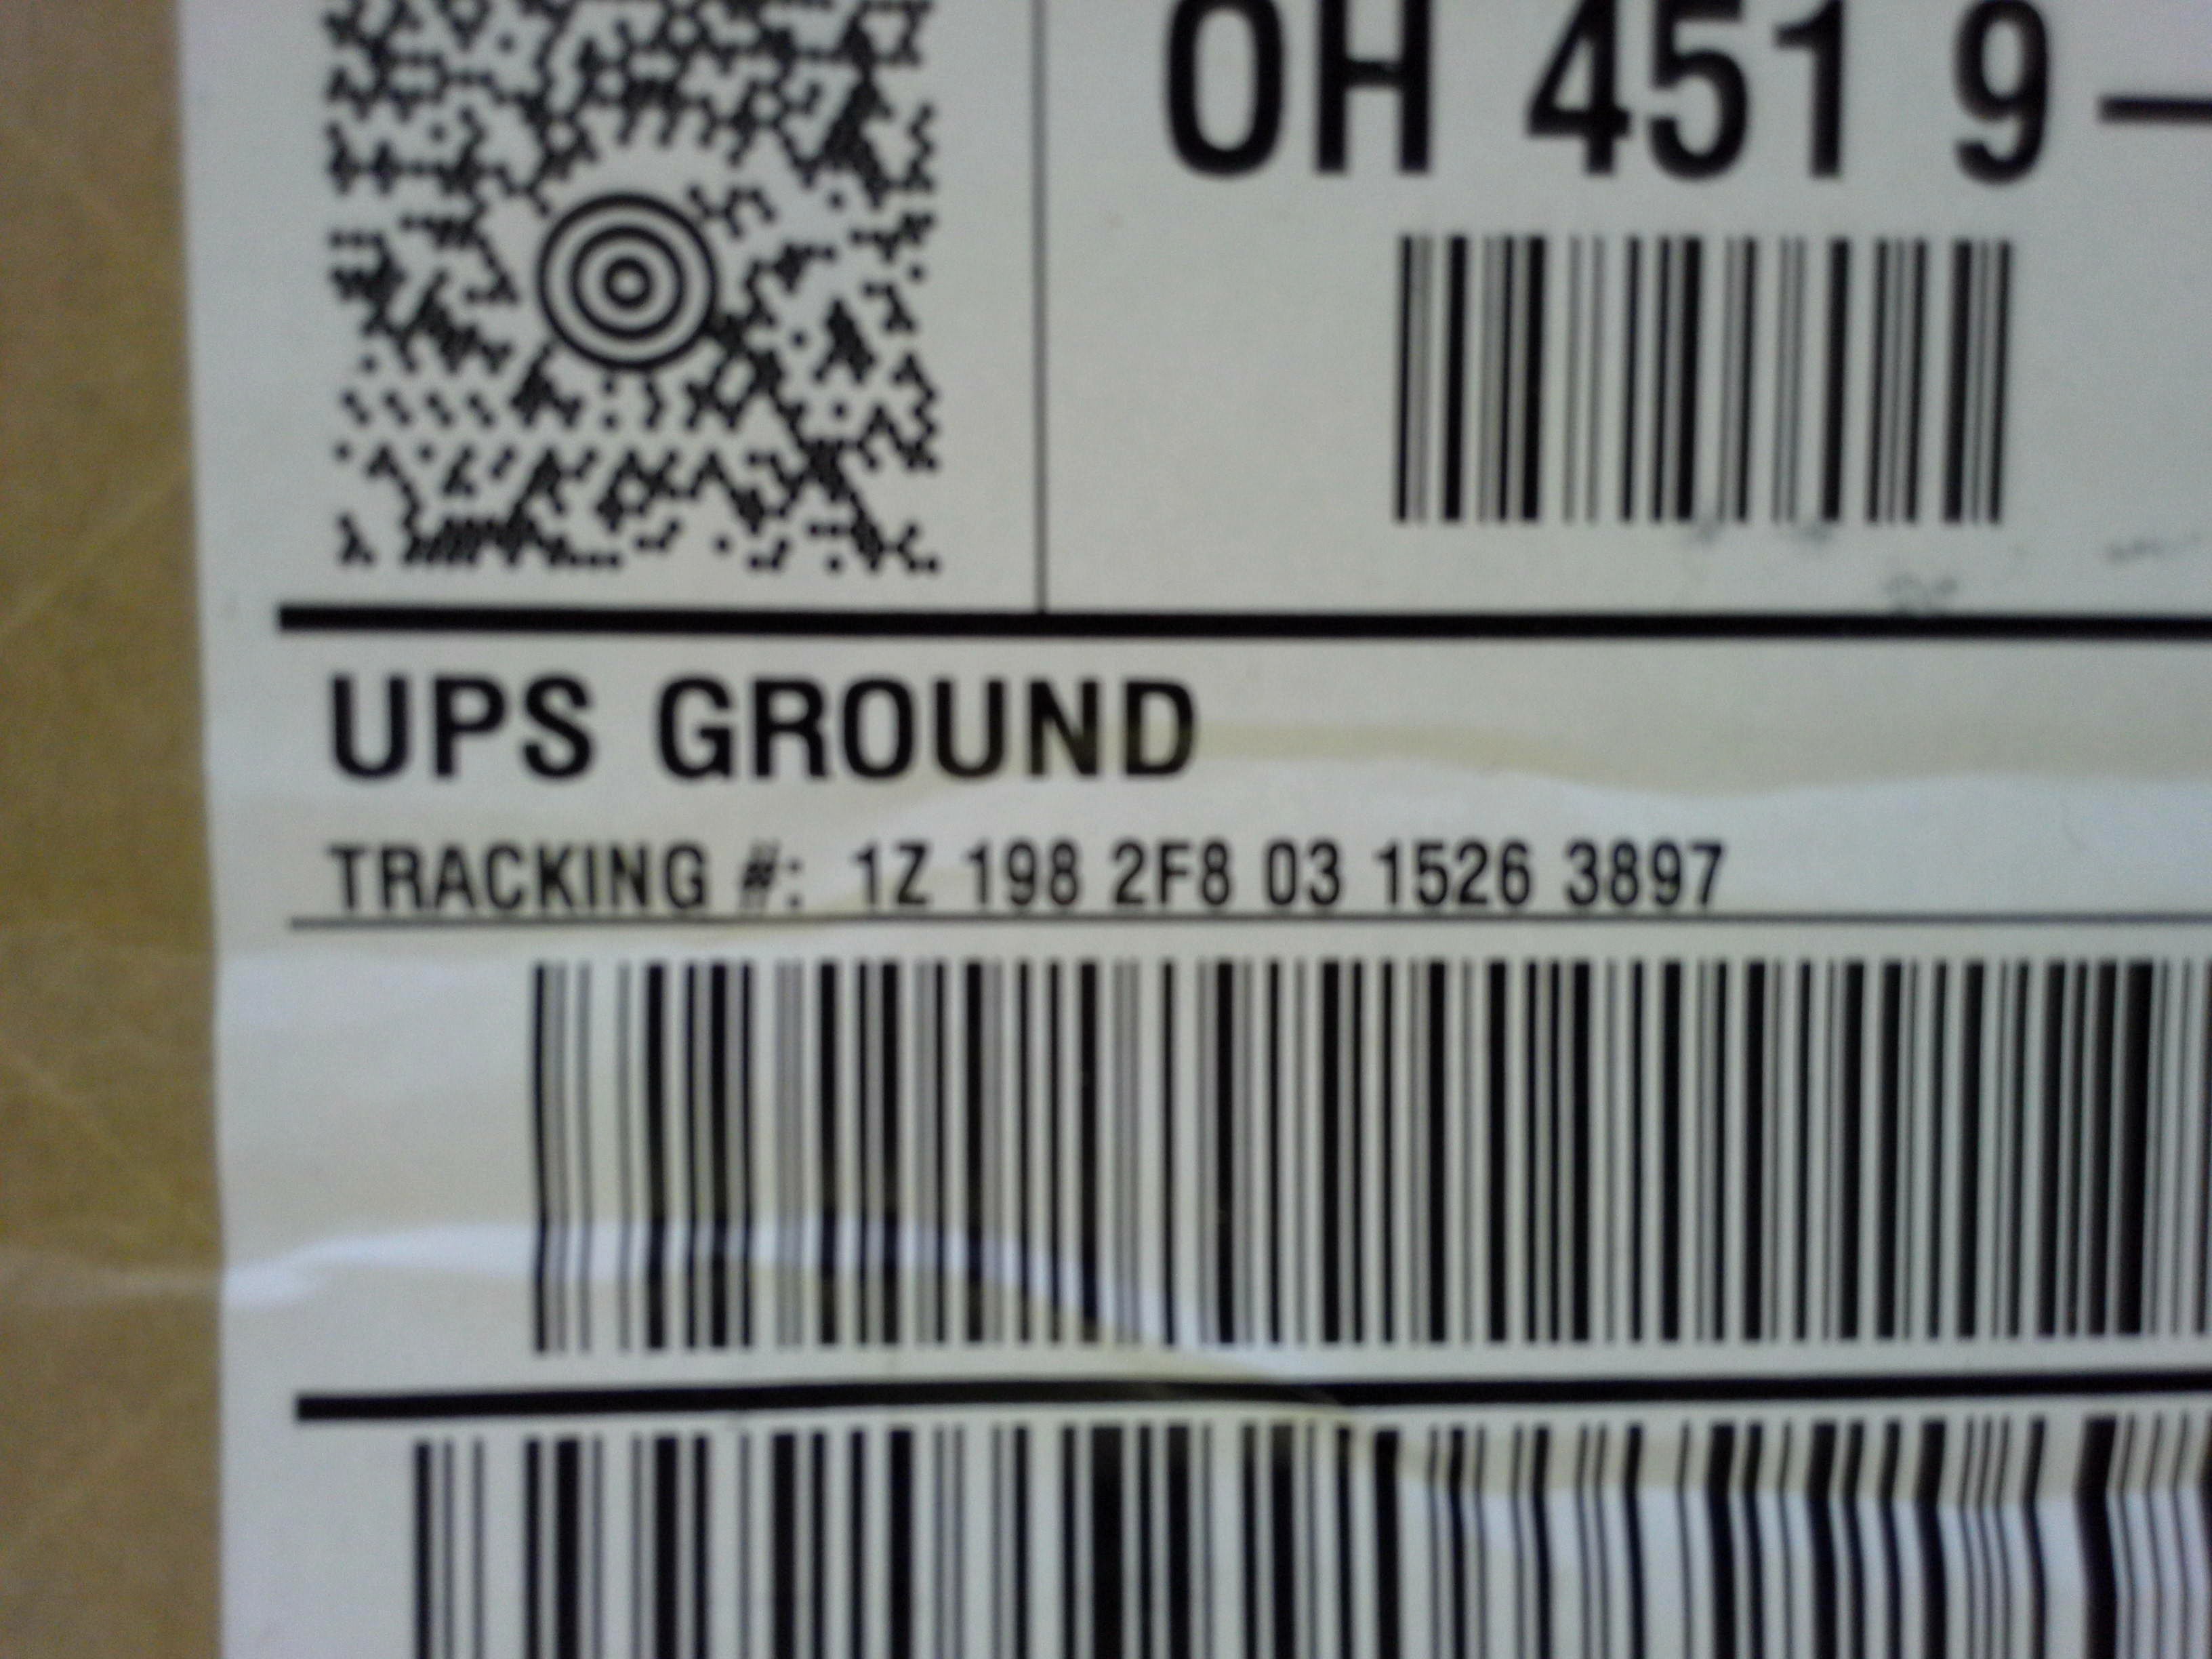 OH 451 9-
UPS GROUND
TRACKING #: 1Z 198 2F8 03 1526 3897